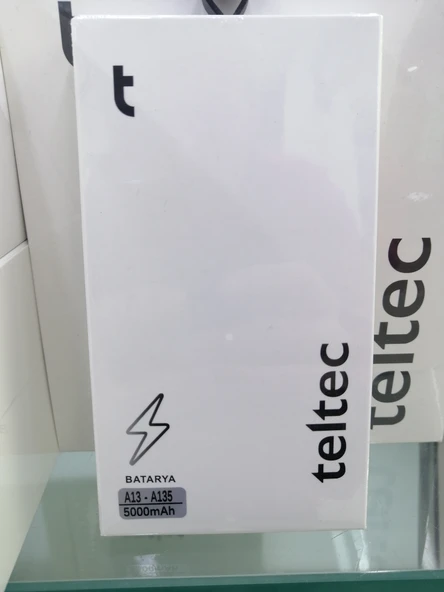 t
teltec
BATARYA
A13 - A135
5000mAh
teltec